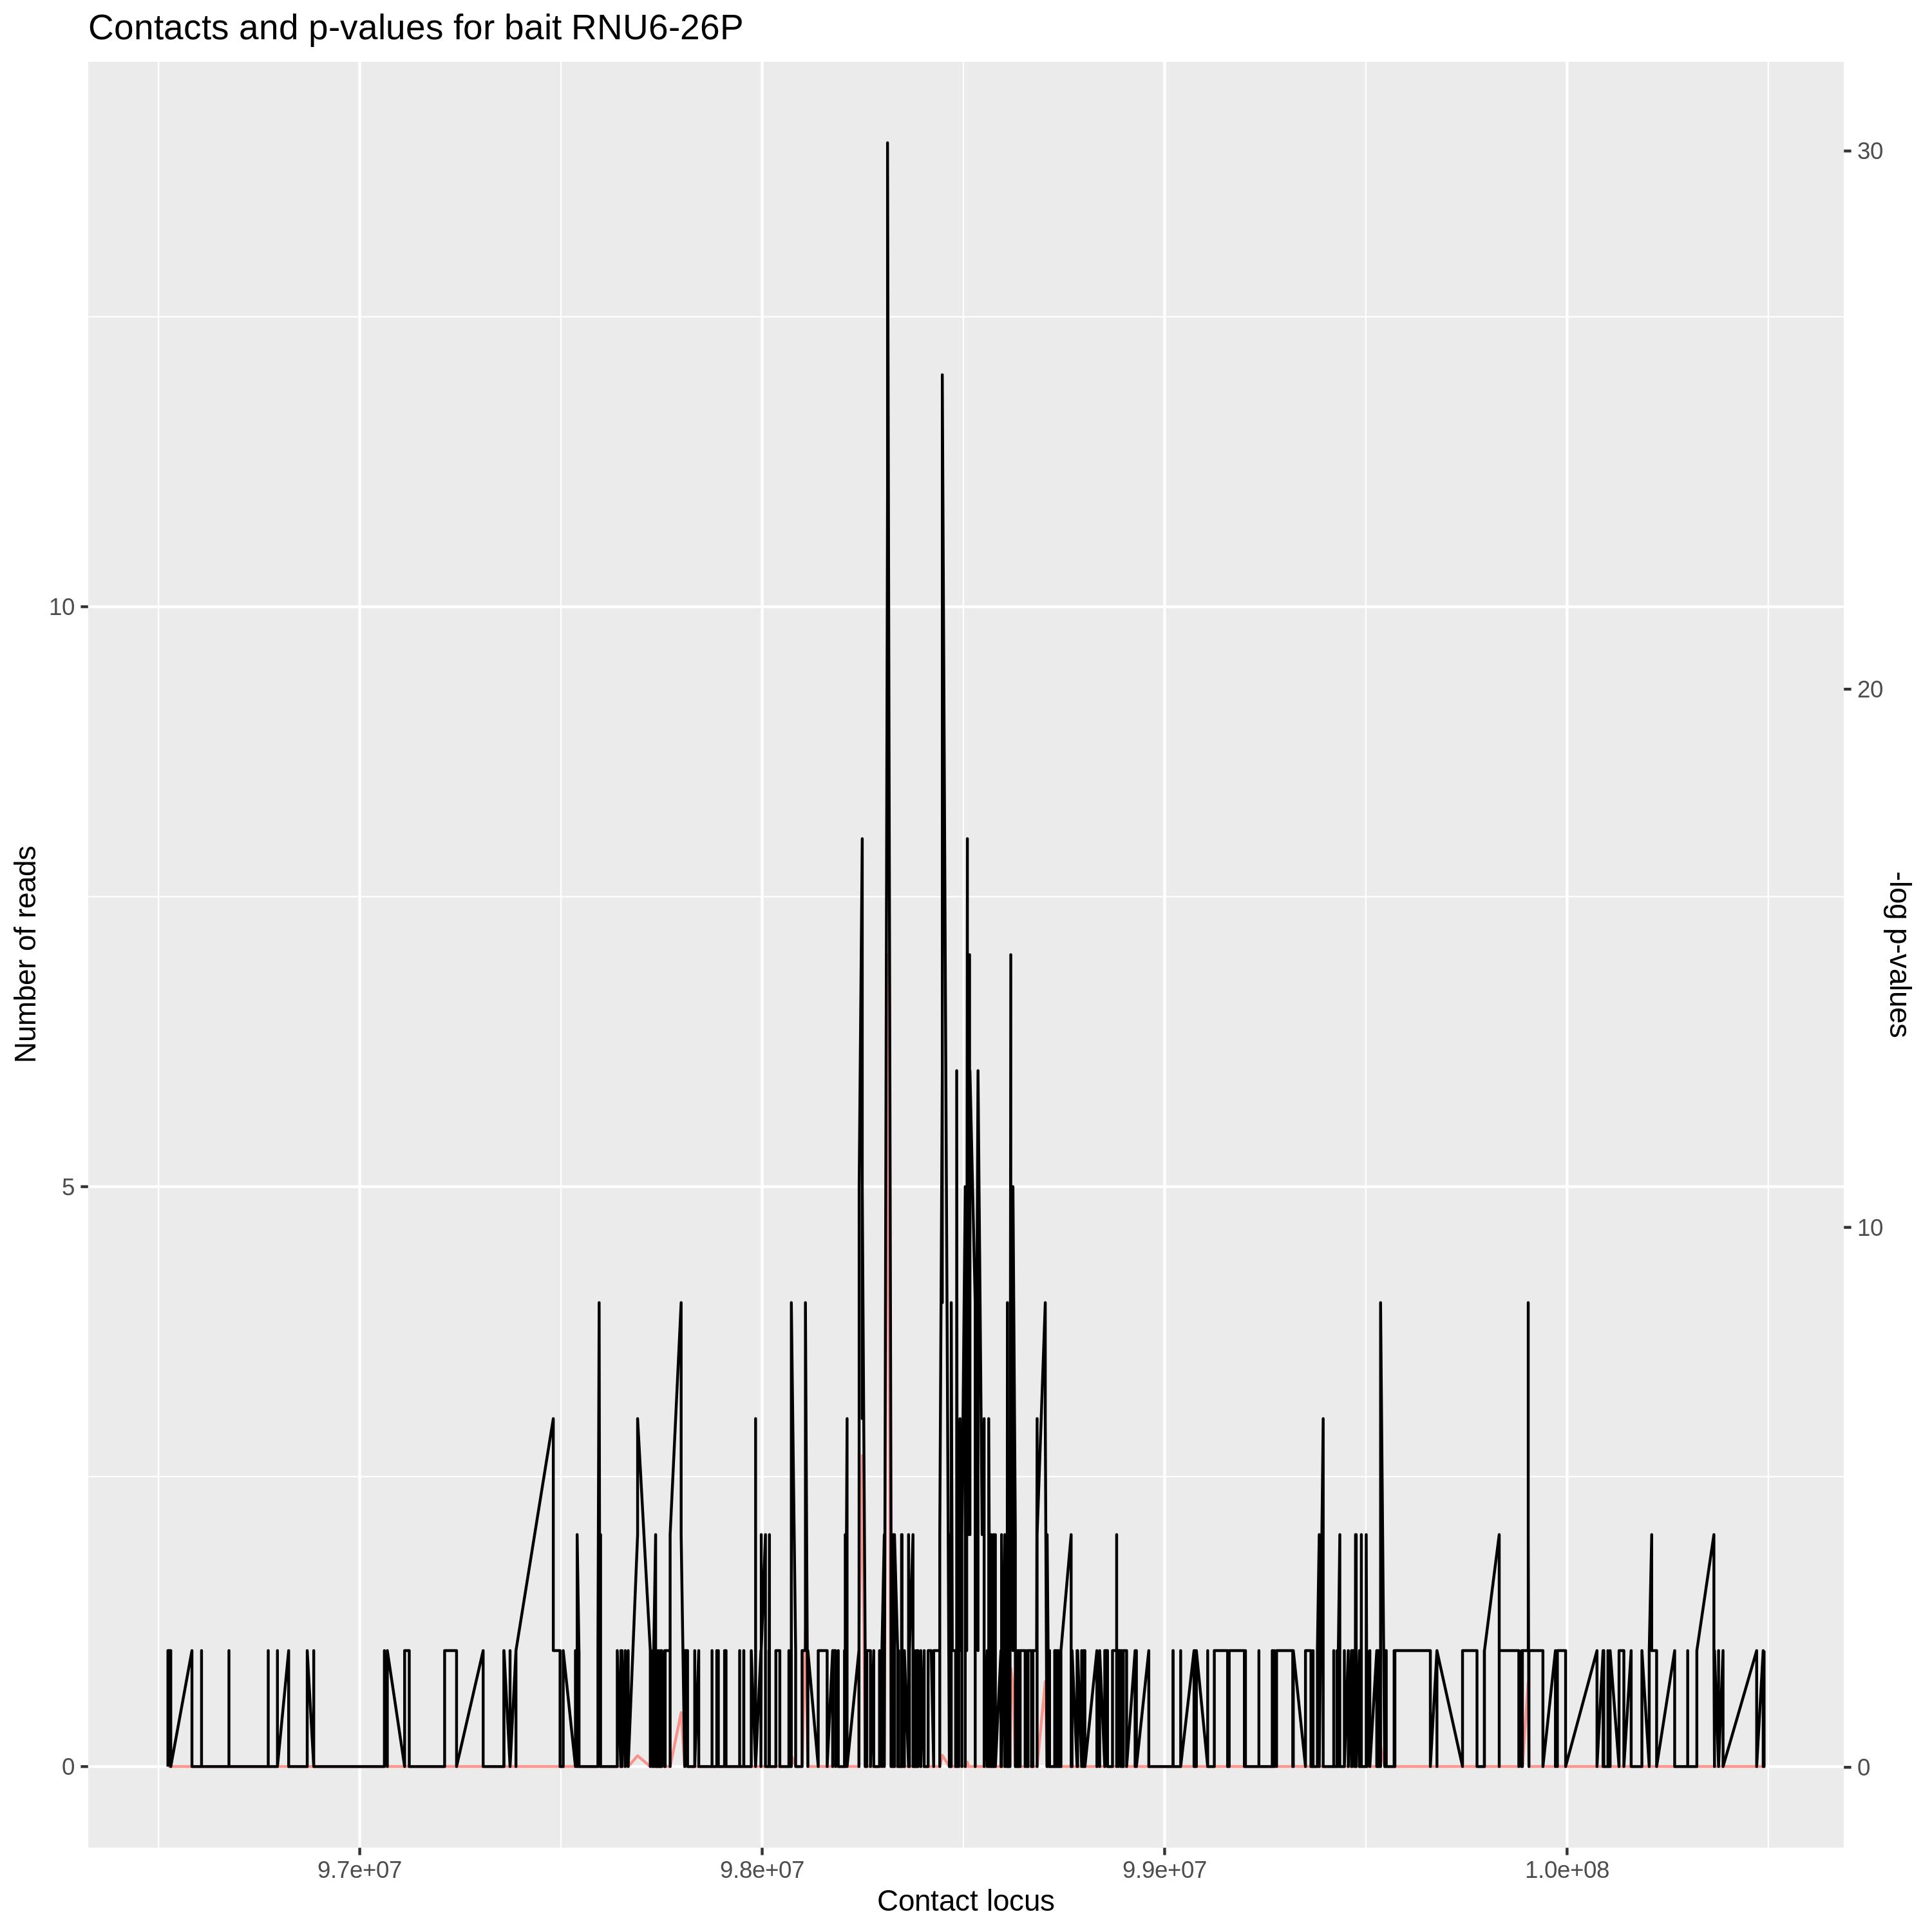 Contacts and p-values for bait RNU6-26P
30
10
20
Number of reads
-log p-values
5
10
0
0
9.7e+07
9.8e+07
9.9e+07
1.0e+08
Contact locus